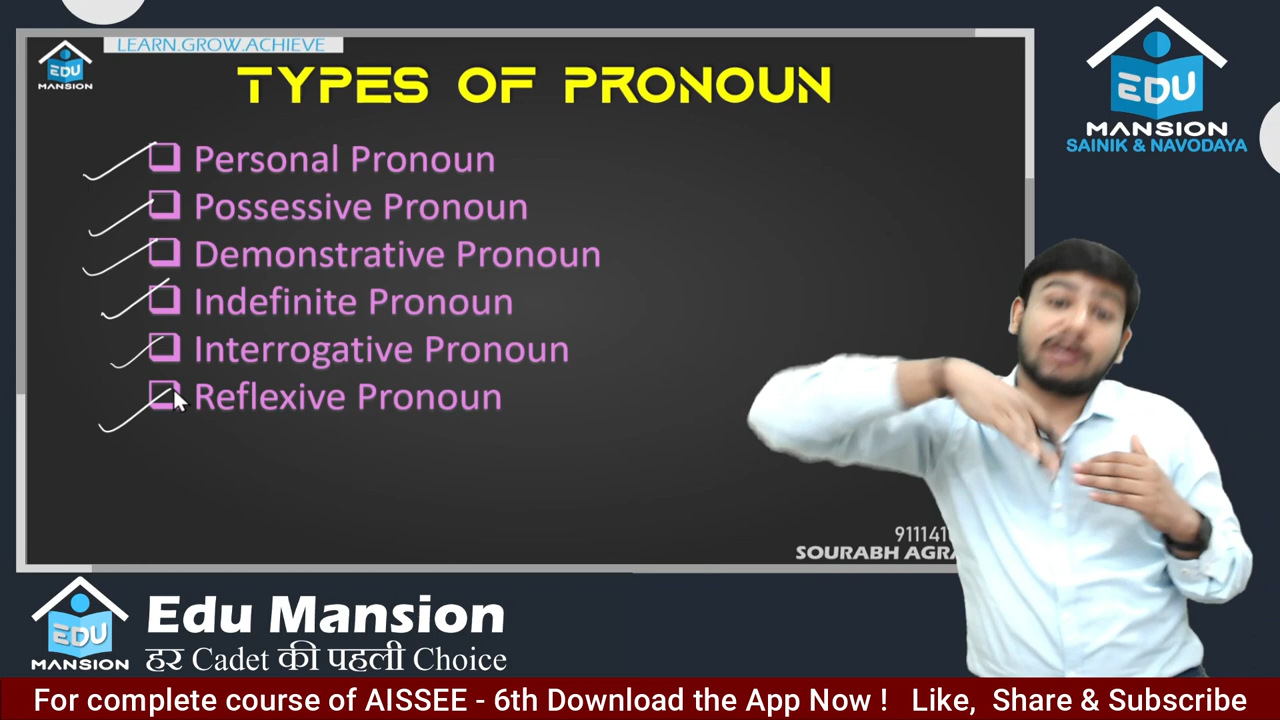 LEARN.GROW.ACHIEVE
EDU
MANSION
TYPES OF PRONOUN
Personal Pronoun
Possessive Pronoun
Demonstrative Pronoun
Indefinite Pronoun
Interrogative Pronoun
Reflexive Pronoun
SOURABH
EDU
MANSION
SAINIK & NAVODAYA
EDU
MANSION
Edu Mansion
हर Cadet की पहली Choice
For complete course of AISSEE - 6th Download the App Now ! Like, Share & Subscribe